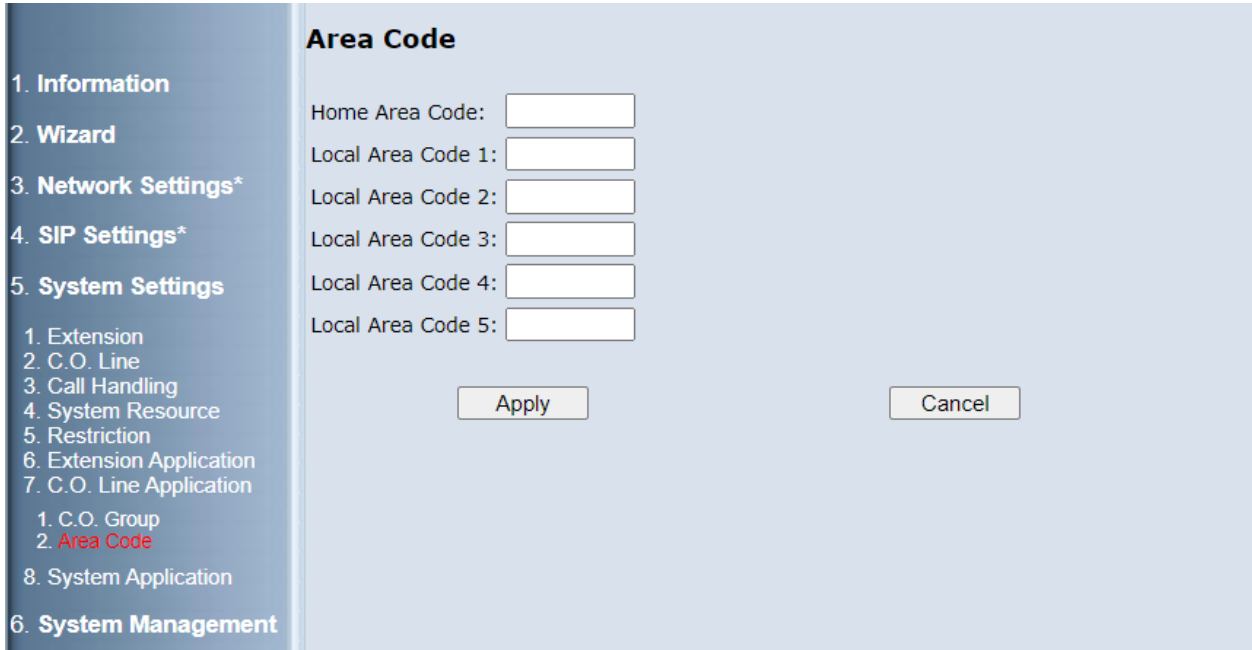 1. Information
2. Wizard
3. Network Settings*
4. SIP Settings*
5. System Settings
1. Extension
2. C.O. Line
3. Call Handling
4. System Resource
5. Restriction
6. Extension Application
7. C.O. Line Application
1. C.O. Group
2. Area Code
8. System Application
6. System Management
Area Code
Home Area Code:
Local Area Code 1:
Local Area Code 2:
Local Area Code 3:
Local Area Code 4:
Local Area Code 5:
Apply
Cancel